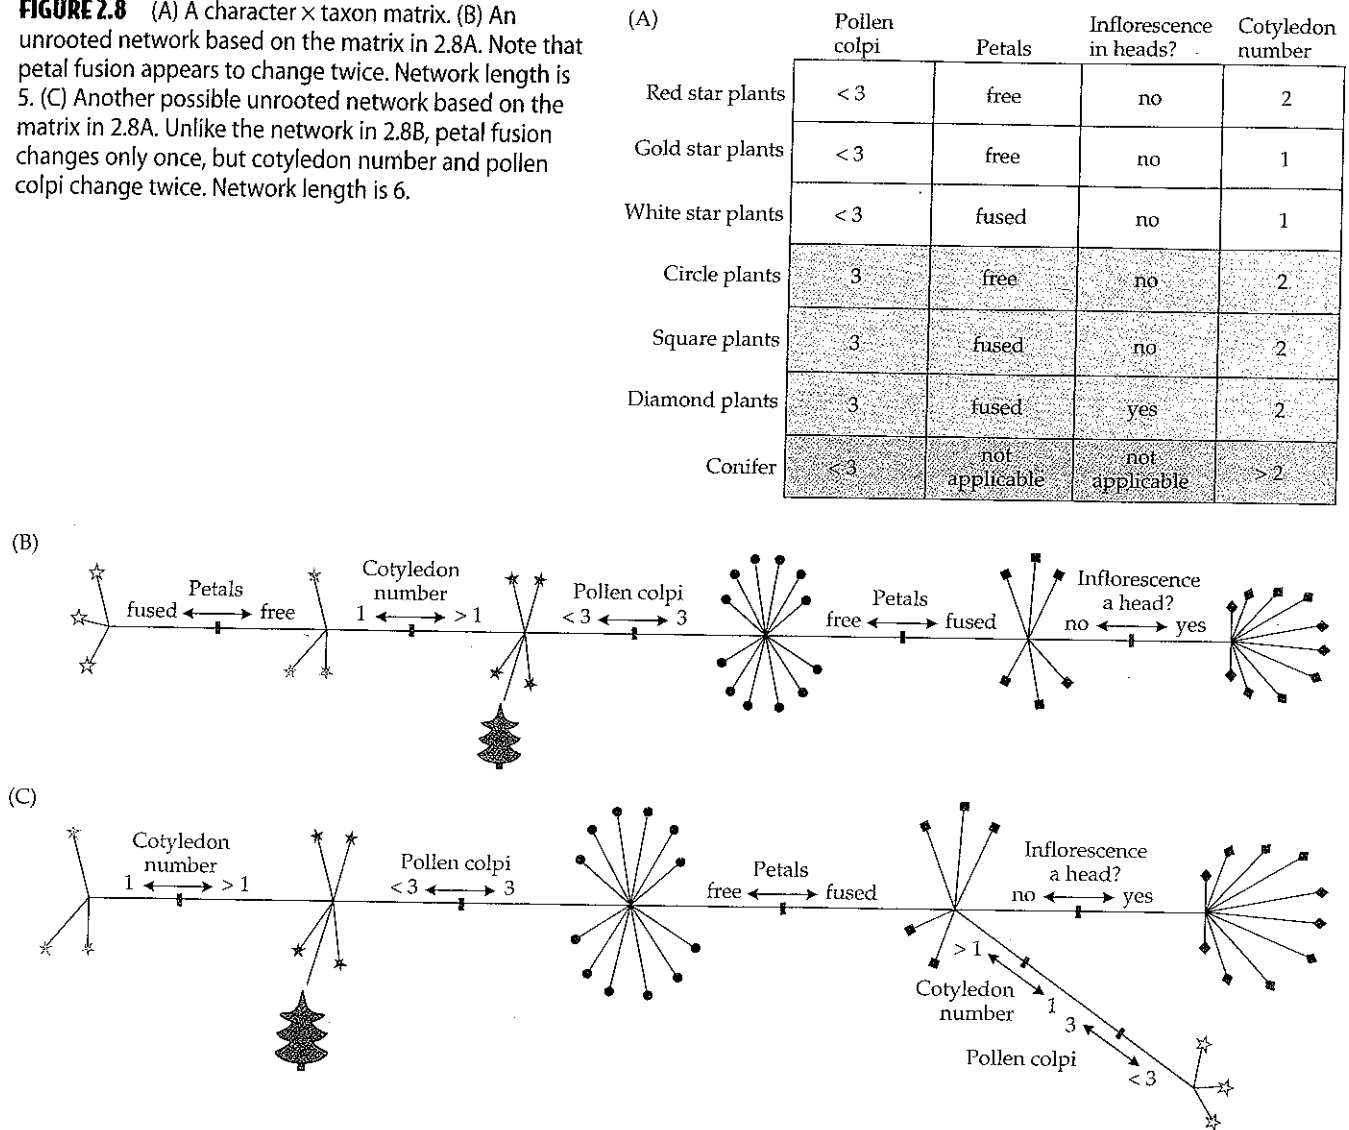 FIGURE 2.8 (A) A character × taxon matrix. (B) An
unrooted network based on the matrix in 2.8A. Note that
petal fusion appears to change twice. Network length is
5. (C) Another possible unrooted network based on the
matrix in 2.8A. Unlike the network in 2.8B, petal fusion
changes only once, but cotyledon number and pollen
colpi change twice. Network length is 6.
(A)
Pollen
colpi
Petals
Inflorescence
in heads?
Cotyledon
number
Red star plants < 3 free no 2
Gold star plants < 3 free no 1
White star plants < 3 fused no 1
Circle plants 3 free no 2
Square plants 3 fused no 2
Diamond plants 3 fused yes 2
Conifer < 3 not applicable not applicable > 2
(B)
Petals
fused free
Cotyledon
number
1 > 1
Pollen colpi
< 3 3
Petals
free fused
Inflorescence
a head?
no yes
(C)
Cotyledon
number
1 > 1
Pollen colpi
< 3 3
Petals
free fused
Inflorescence
a head?
no yes
> 1
Cotyledon
number
1
3
Pollen colpi
< 3